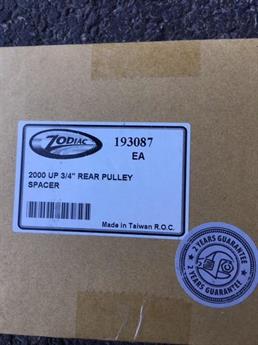 ZODIAC
193087
EA
2000 UP 3/4" REAR PULLEY
SPACER
Made in Taiwan R.O.C.
2 YEARS GUARANTEE
2 YEARS GUARANTEE